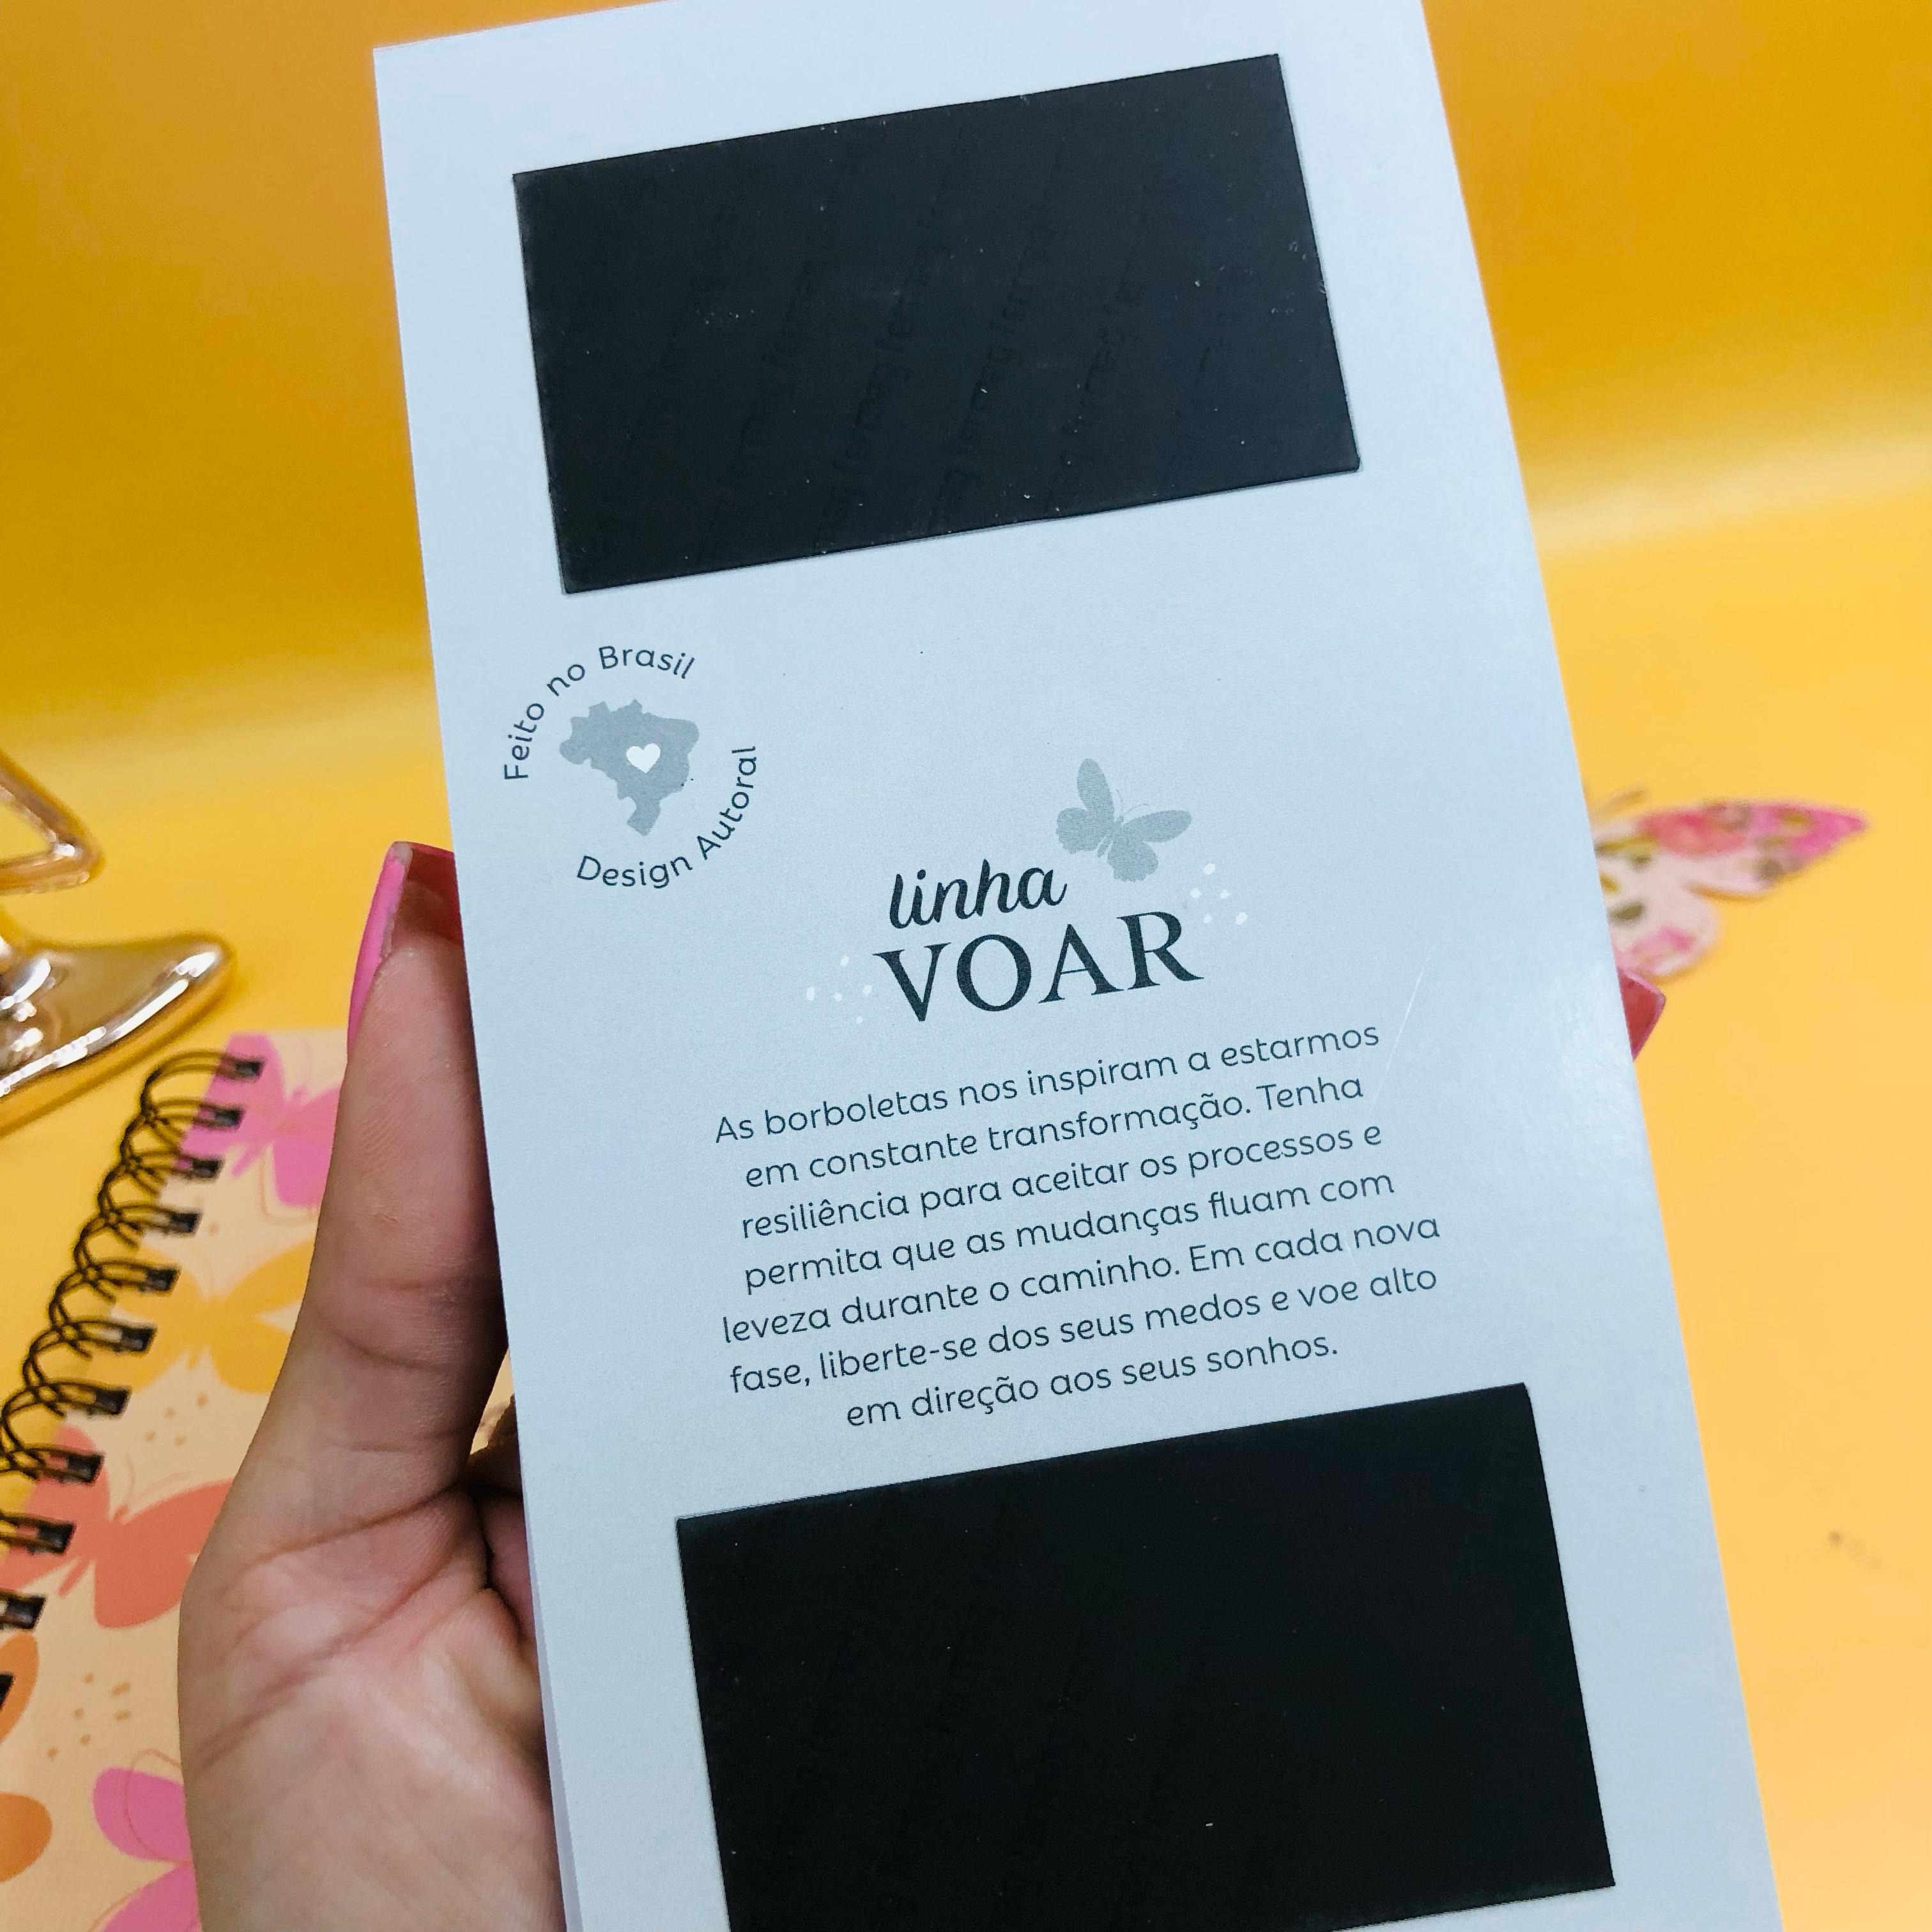 Feito no Brasil
Design Autoral
linha
VOAR
As borboletas nos inspiram a estarmos
em constante transformação. Tenha
resiliência para aceitar os processos e
permita que as mudanças fluam com
leveza durante o caminho. Em cada nova
fase, liberte-se dos seus medos e voe alto
em direção aos seus sonhos.